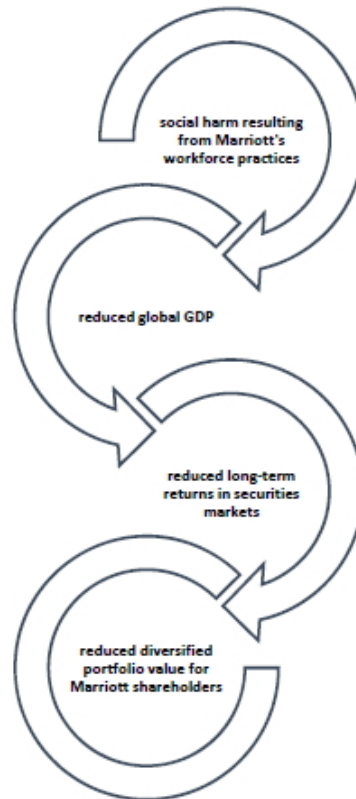 social harm resulting
from Marriott's
workforce practices
reduced global GDP
reduced long-term
returns in securities
markets
reduced diversified
portfolio value for
Marriott shareholders